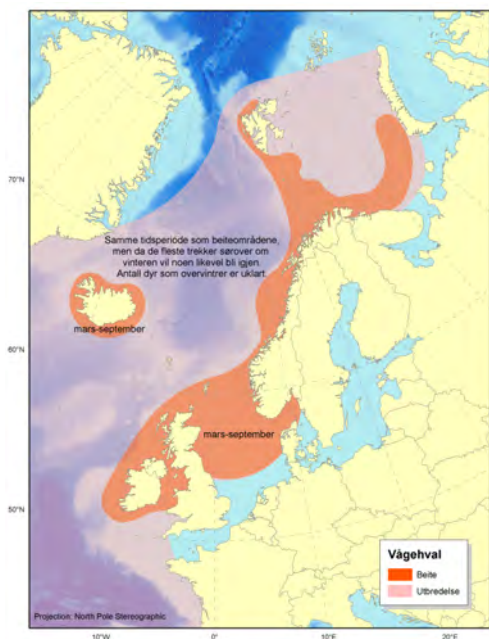 70°N
Samme tidsperiode som beiteområdene,
men da de fleste trekker sørover om
vinteren vil noen likevel bli igjen.
Antall dyr som overvintrer er uklart.
mars-september
60°N
mars-september
50°N
Vågehval
Beite
Utbredelse
Projection: North Pole Stereographic
10°W
0°
10°E
20°E